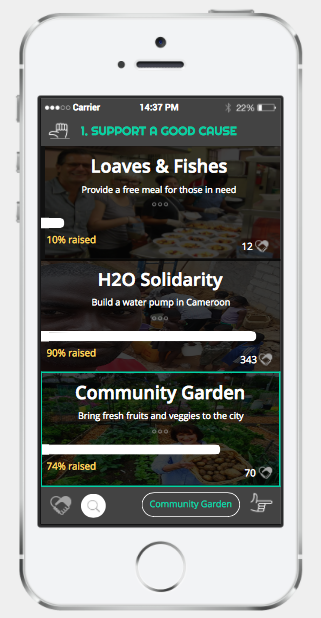 Carrier 14:37 PM 22%
1. SUPPORT A GOOD CAUSE
Loaves & Fishes
Provide a free meal for those in need
10% raised
12
H2O Solidarity
Build a water pump in Cameroon
90% raised
343
Community Garden
Bring fresh fruits and veggies to the city
74% raised
70
Community Garden